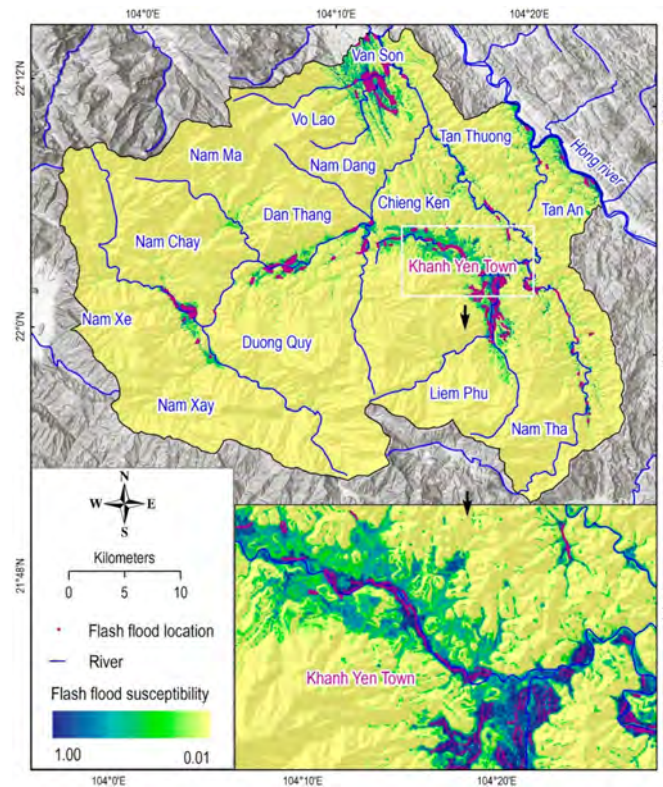 104°0'E 104°10'E 104°20'E
22°12'N
22°0'N
21°48'N
Van Son
Vo Lao
Tan Thuong
Nam Ma
Nam Dang
Hong river
Chieng Ken
Tan An
Dan Thang
Nam Chay
Khanh Yen Town
Nam Xe
Duong Quy
Liem Phu
Nam Xay
Nam Tha
N
W E
S
Kilometers
0 5 10
Flash flood location
River
Flash flood susceptibility
1.00 0.01
Khanh Yen Town
104°0'E 104°10'E 104°20'E